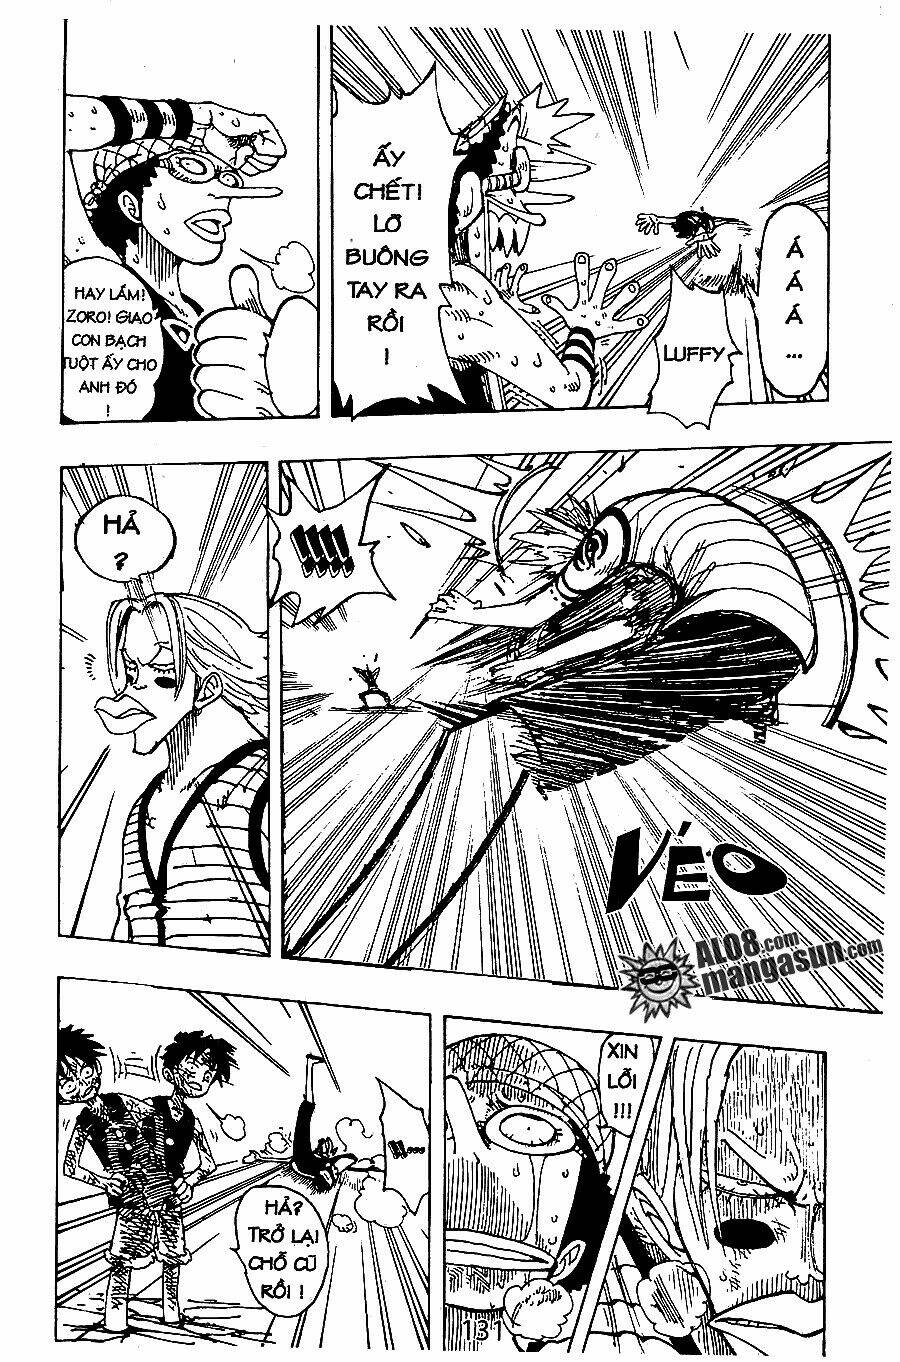 HAY LẮM!
ZORO! GIAO
CON BẠCH
TUỘT ẤY CHO
ANH ĐÓ
!
ẤY
CHẾT!
LỠ
BUÔNG
TAY RA
RỒI
!
LUFFY
Á
Á
Á
...
HẢ
?
!!!!
VÉO
ALO8.com
mangasun.com
HẢ?
TRỞ LẠI
CHỖ CŨ
RỒI !
XIN
LỖI
!!!
131